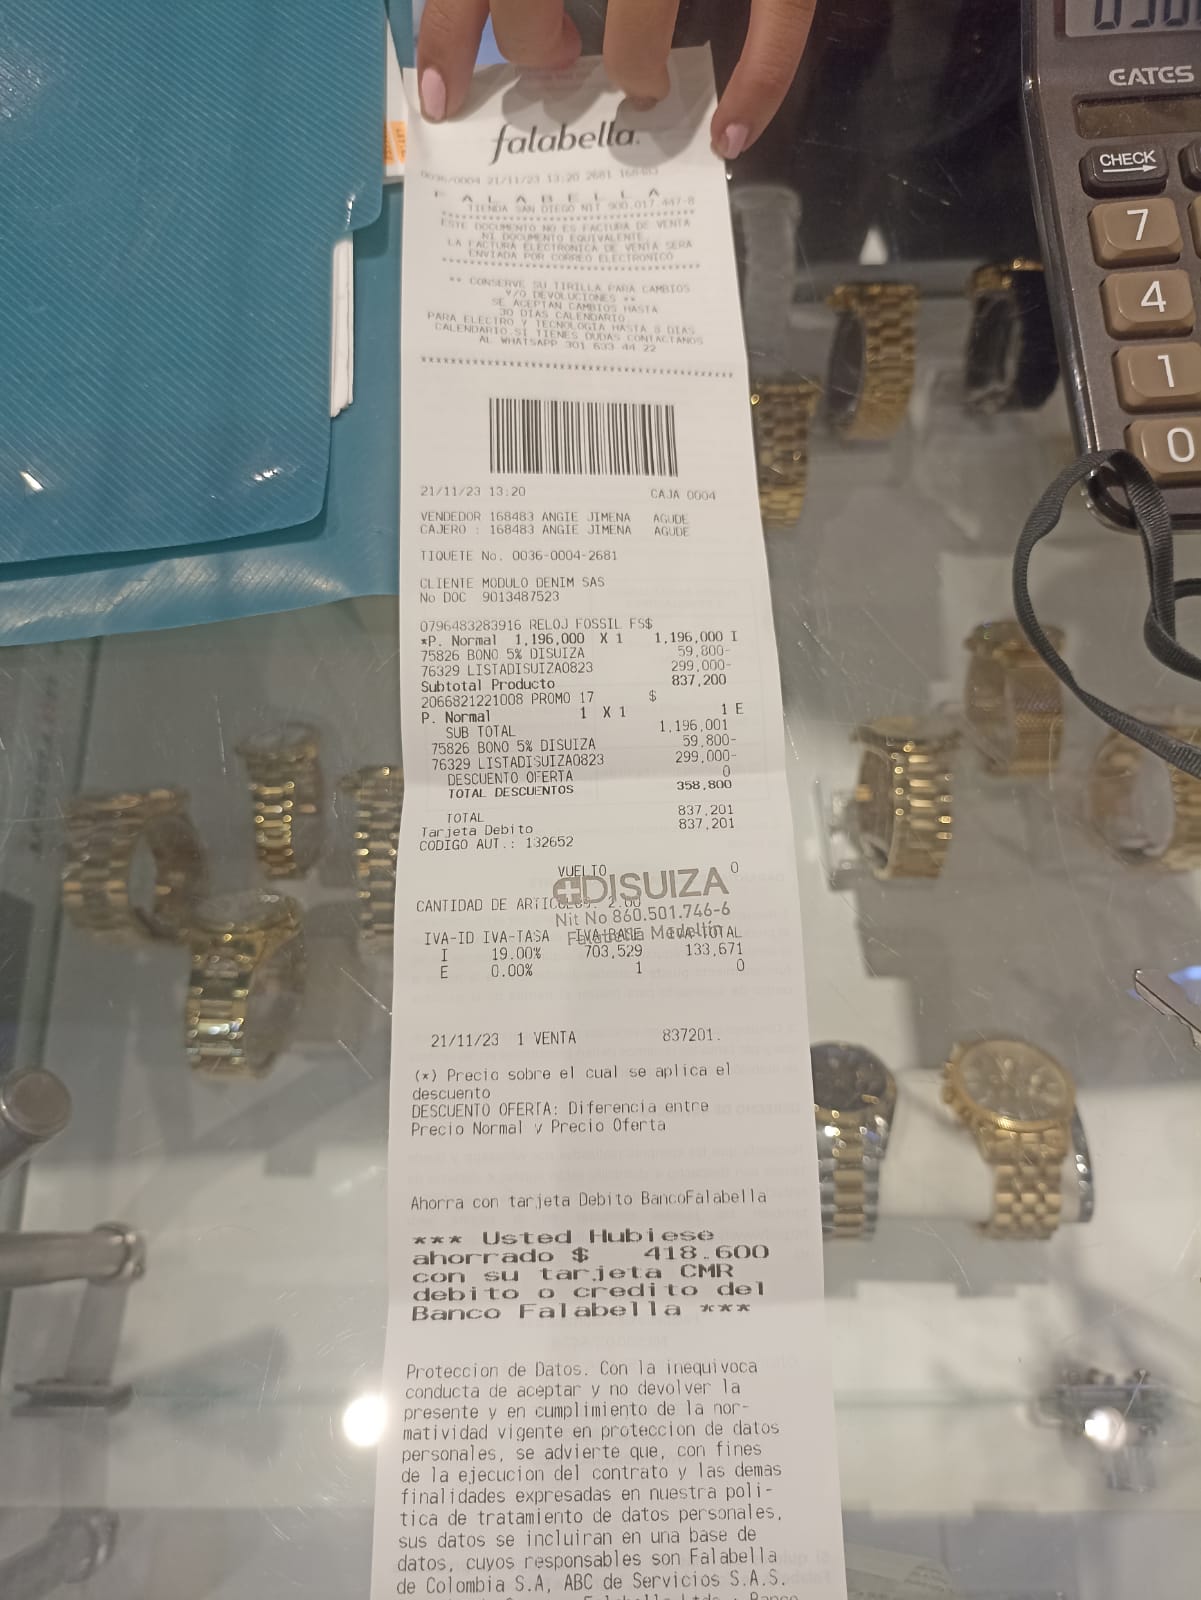 falabella.
0036/0004 21/11/23 13:20 2681 168483
F A L A B E L L A
TIENDA SAN DIEGO NIT 900.017.447-8
ESTE DOCUMENTO NO ES FACTURA DE VENTA
NI DOCUMENTO EQUIVALENTE.
LA FACTURA ELECTRONICA DE VENTA SERA
ENVIADA POR CORREO ELECTRONICO
** CONSERVE SU TIRILLA PARA CAMBIOS
Y/O DEVOLUCIONES **
SE ACEPTAN CAMBIOS HASTA
30 DIAS CALENDARIO
PARA ELECTRO Y TECNOLOGIA HASTA 8 DIAS
CALENDARIO.SI TIENES DUDAS CONTACTANOS
AL WHATSAPP 301 633 44 22
21/11/23 13:20 CAJA 0004
VENDEDOR 168483 ANGIE JIMENA AGUDE
CAJERO : 168483 ANGIE JIMENA AGUDE
TIQUETE No. 0036-0004-2681
CLIENTE MODULO DENIM SAS
No DOC 9013487523
0796483283916 RELOJ FOSSIL FS$
*P. Normal 1,196,000 X 1 1,196,000 I
75826 BONO 5% DISUIZA 59,800-
76329 LISTADISUIZA0823 299,000-
Subtotal Producto 837,200
2066821221008 PROMO 17 $
P. Normal 1 X 1 1 E
SUB TOTAL 1,196,001
75826 BONO 5% DISUIZA 59,800-
76329 LISTADISUIZA0823 299,000-
DESCUENTO OFERTA 0
TOTAL DESCUENTOS 358,800
TOTAL 837,201
Tarjeta Debito 837,201
CODIGO AUT.: 132652
VUELTO 0
DISUIZA
CANTIDAD DE ARTICULOS: 2.00
Nit No 860.501.746-6
Falabella Medellín
IVA-ID IVA-TASA IVA-BASE IVA-TOTAL
I 19.00% 703,529 133,671
E 0.00% 1 0
21/11/23 1 VENTA 837201.
(*) Precio sobre el cual se aplica el
descuento
DESCUENTO OFERTA: Diferencia entre
Precio Normal y Precio Oferta
Ahorra con tarjeta Debito BancoFalabella
*** Usted Hubiese
ahorrado $ 418.600
con su tarjeta CMR
debito o credito del
Banco Falabella ***
Proteccion de Datos. Con la inequivoca
conducta de aceptar y no devolver la
presente y en cumplimiento de la nor-
matividad vigente en proteccion de datos
personales, se advierte que, con fines
de la ejecucion del contrato y las demas
finalidades expresadas en nuestra poli-
tica de tratamiento de datos personales,
sus datos se incluiran en una base de
datos, cuyos responsables son Falabella
de Colombia S.A, ABC de Servicios S.A.S.
CATES
CHECK
7
4
1
0